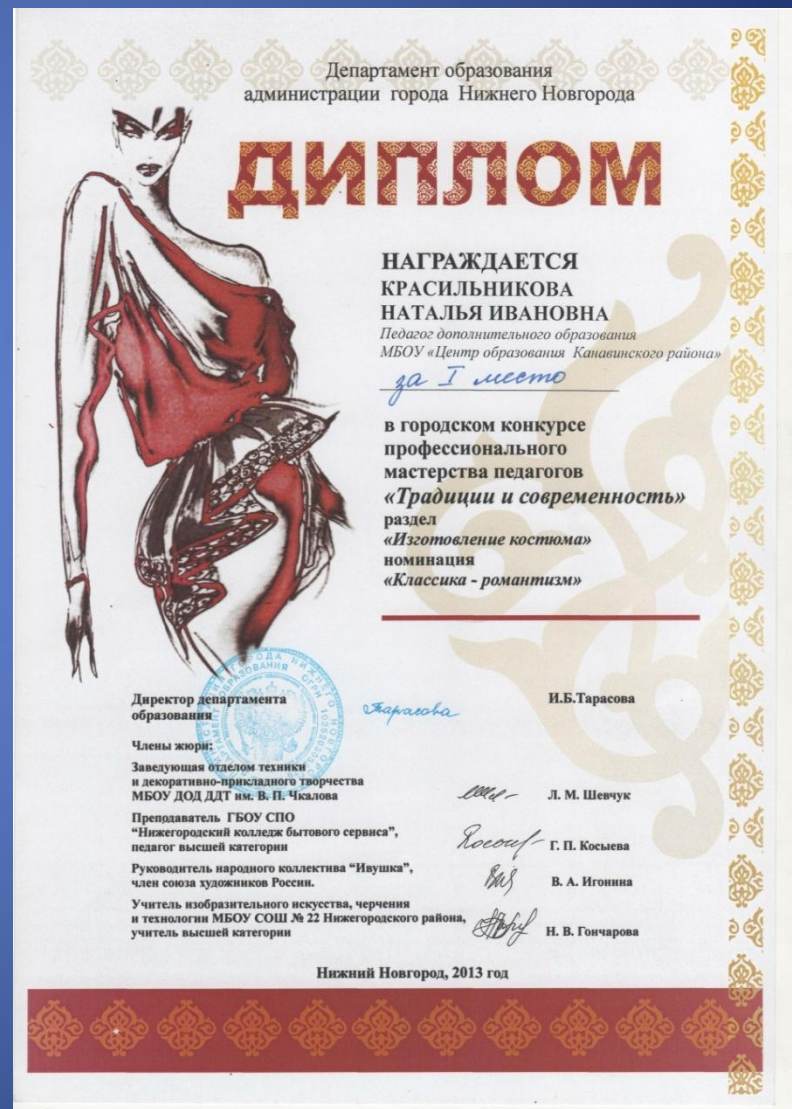 Департамент образования
администрации города Нижнего Новгорода
ДИПЛОМ
НАГРАЖДАЕТСЯ
КРАСИЛЬНИКОВА
НАТАЛЬЯ ИВАНОВНА
Педагог дополнительного образования
МБОУ «Центр образования Канавинского района»
за I место
в городском конкурсе
профессионального
мастерства педагогов
«Традиции и современность»
раздел
«Изготовление костюма»
номинация
«Классика - романтизм»
Директор департамента
образования
Тарасова
И.Б.Тарасова
Члены жюри:
Заведующая отделом техники
и декоративно-прикладного творчества
МБОУ ДОД ДДТ им. В. П. Чкалова
Л. М. Шевчук
Преподаватель ГБОУ СПО
“Нижегородский колледж бытового сервиса”,
педагог высшей категории
Г. П. Косыева
Руководитель народного коллектива “Ивушка”,
член союза художников России.
В. А. Игонина
Учитель изобразительного искусства, черчения
и технологии МБОУ СОШ № 22 Нижегородского района,
учитель высшей категории
Н. В. Гончарова
Нижний Новгород, 2013 год